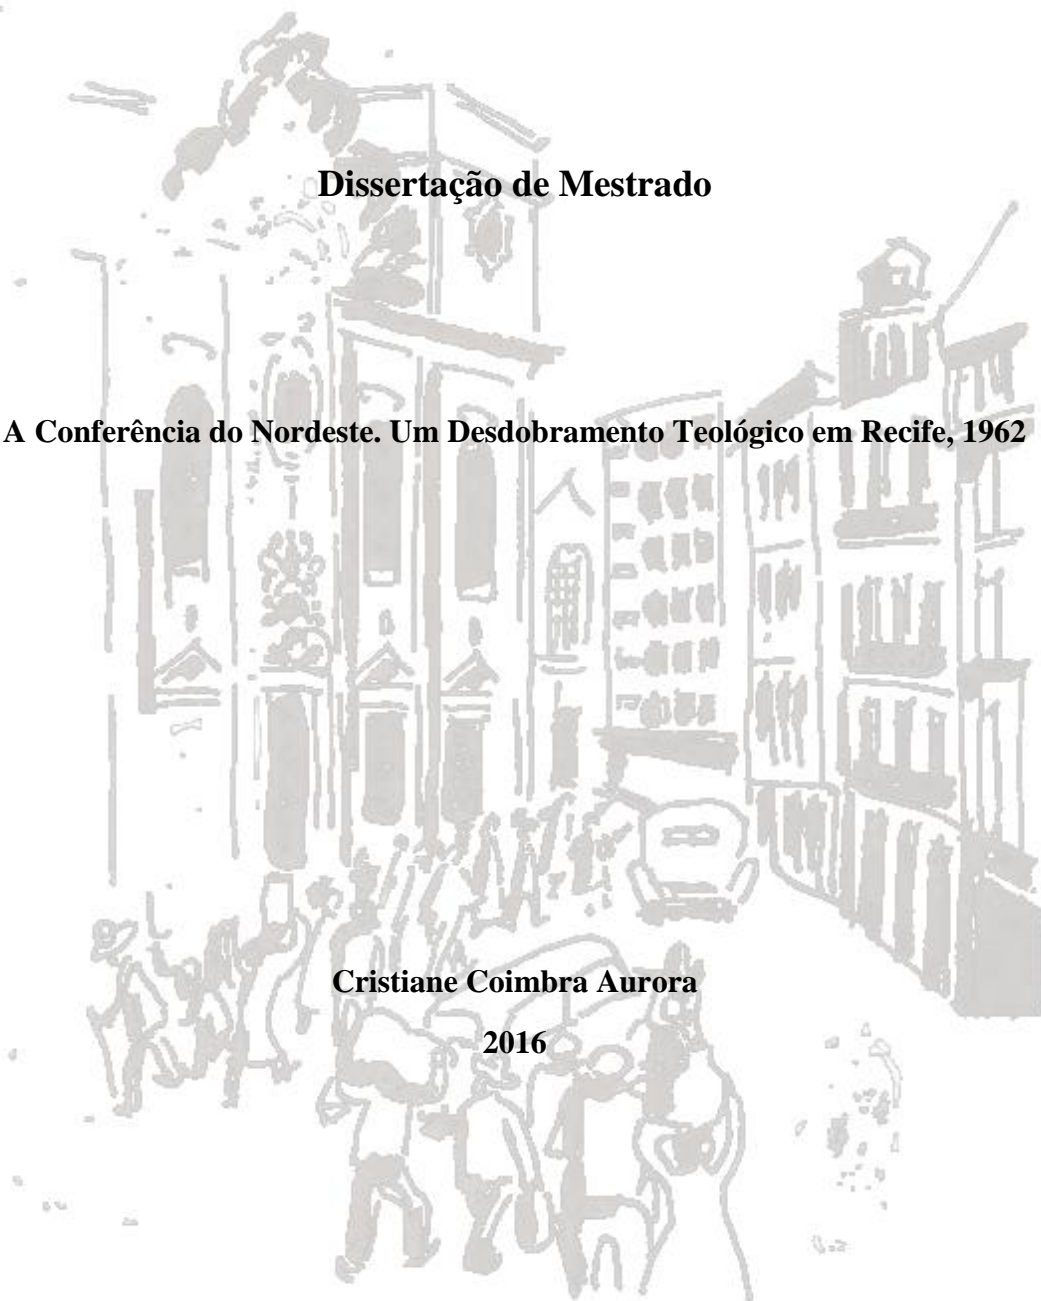 Dissertação de Mestrado
A Conferência do Nordeste. Um Desdobramento Teológico em Recife, 1962
Cristiane Coimbra Aurora
2016